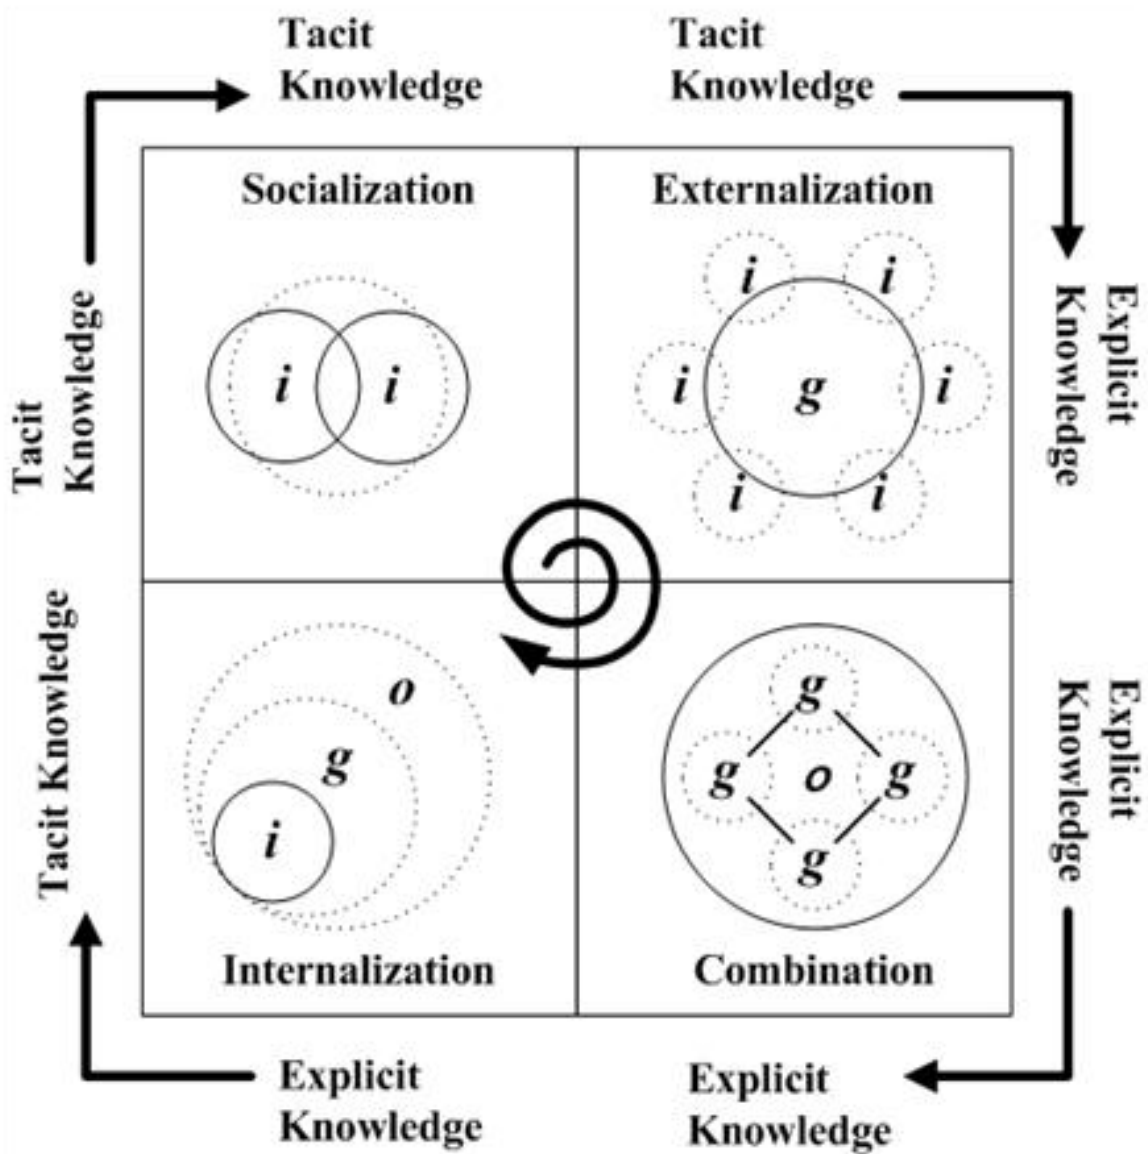 Tacit
Knowledge
Tacit
Knowledge
Socialization
Externalization
i
i
i
i
i
g
i
i
i
Tacit
Knowledge
Explicit
Knowledge
Tacit Knowledge
o
g
i
Internalization
g
g
o
g
g
Combination
Explicit
Knowledge
Explicit
Knowledge
Explicit
Knowledge